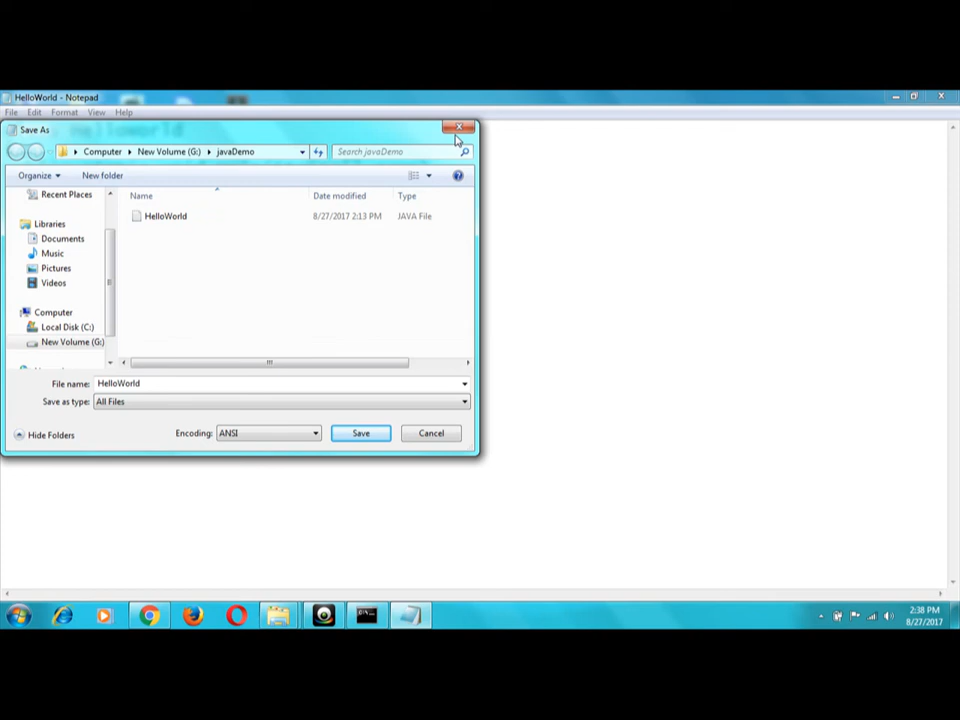 HelloWorld - Notepad
File Edit Format View Help
Save As
Computer New Volume (G:) javaDemo Search javaDemo
Organize New folder
Name Date modified Type
Recent Places
HelloWorld 8/27/2017 2:13 PM JAVA File
Libraries
Documents
Music
Pictures
Videos
Computer
Local Disk (C:)
New Volume (G:)
File name: HelloWorld
Save as type: All Files
Hide Folders Encoding: ANSI Save Cancel
2:38 PM
8/27/2017